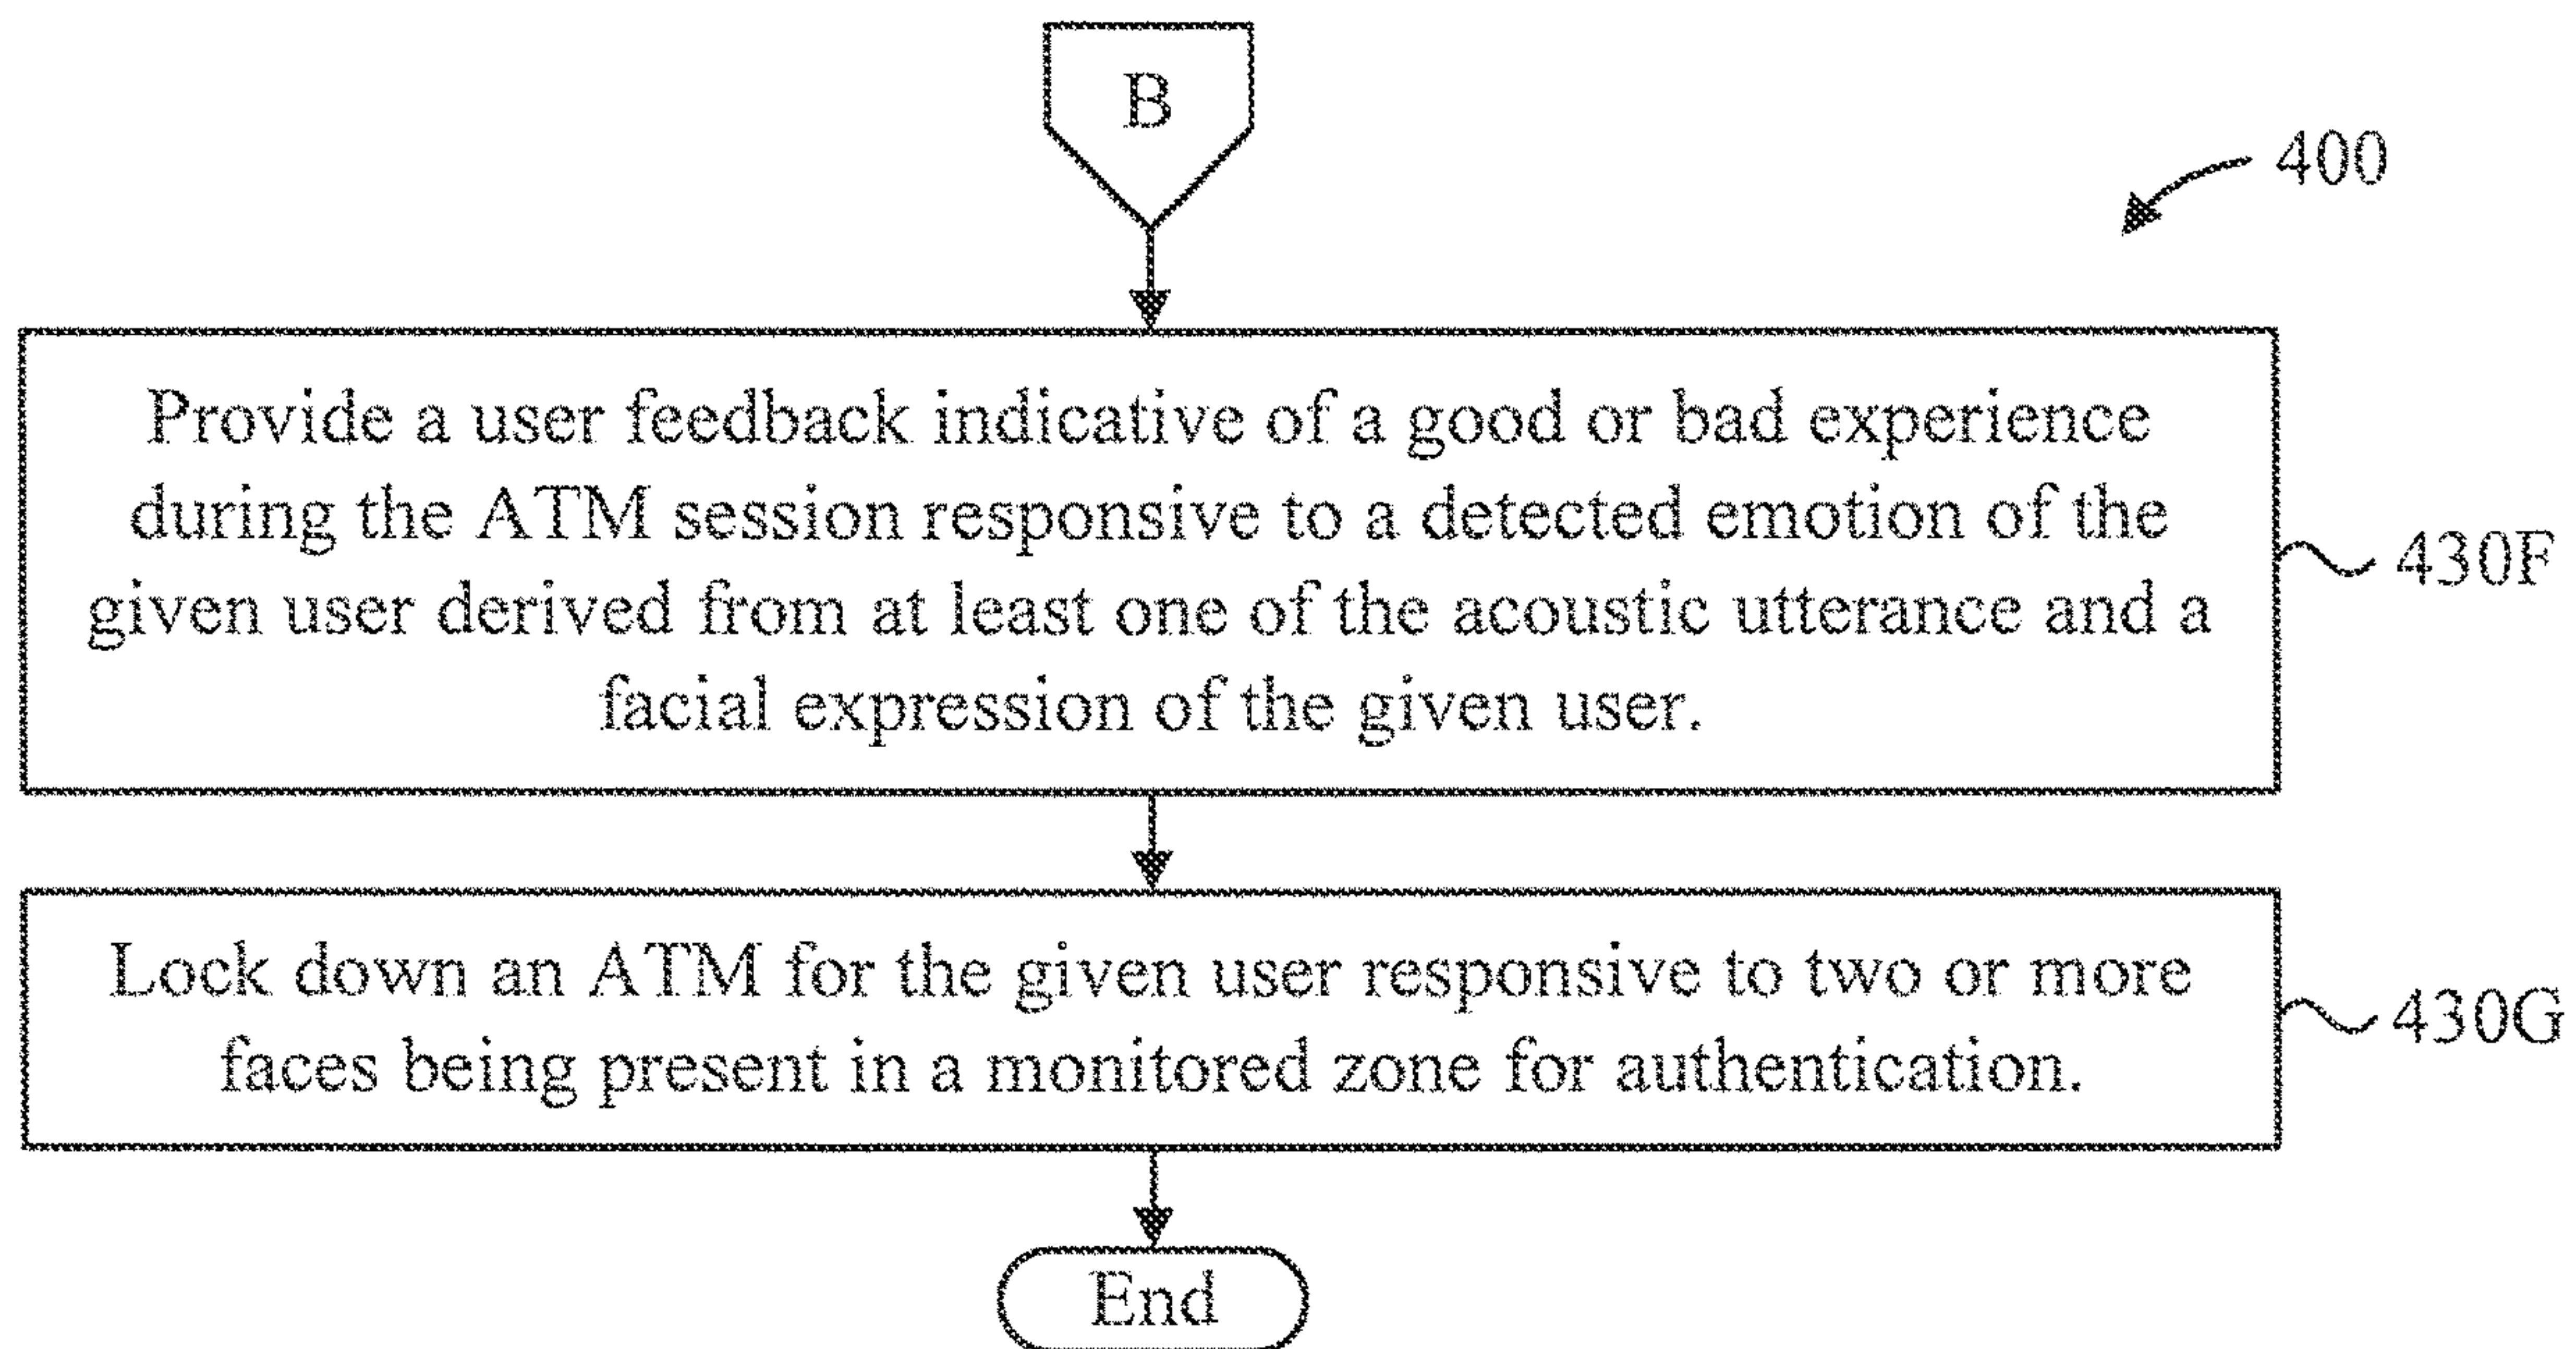 B
400
Provide a user feedback indicative of a good or bad experience
during the ATM session responsive to a detected emotion of the
given user derived from at least one of the acoustic utterance and a
facial expression of the given user.
430F
Lock down an ATM for the given user responsive to two or more
faces being present in a monitored zone for authentication.
430G
End